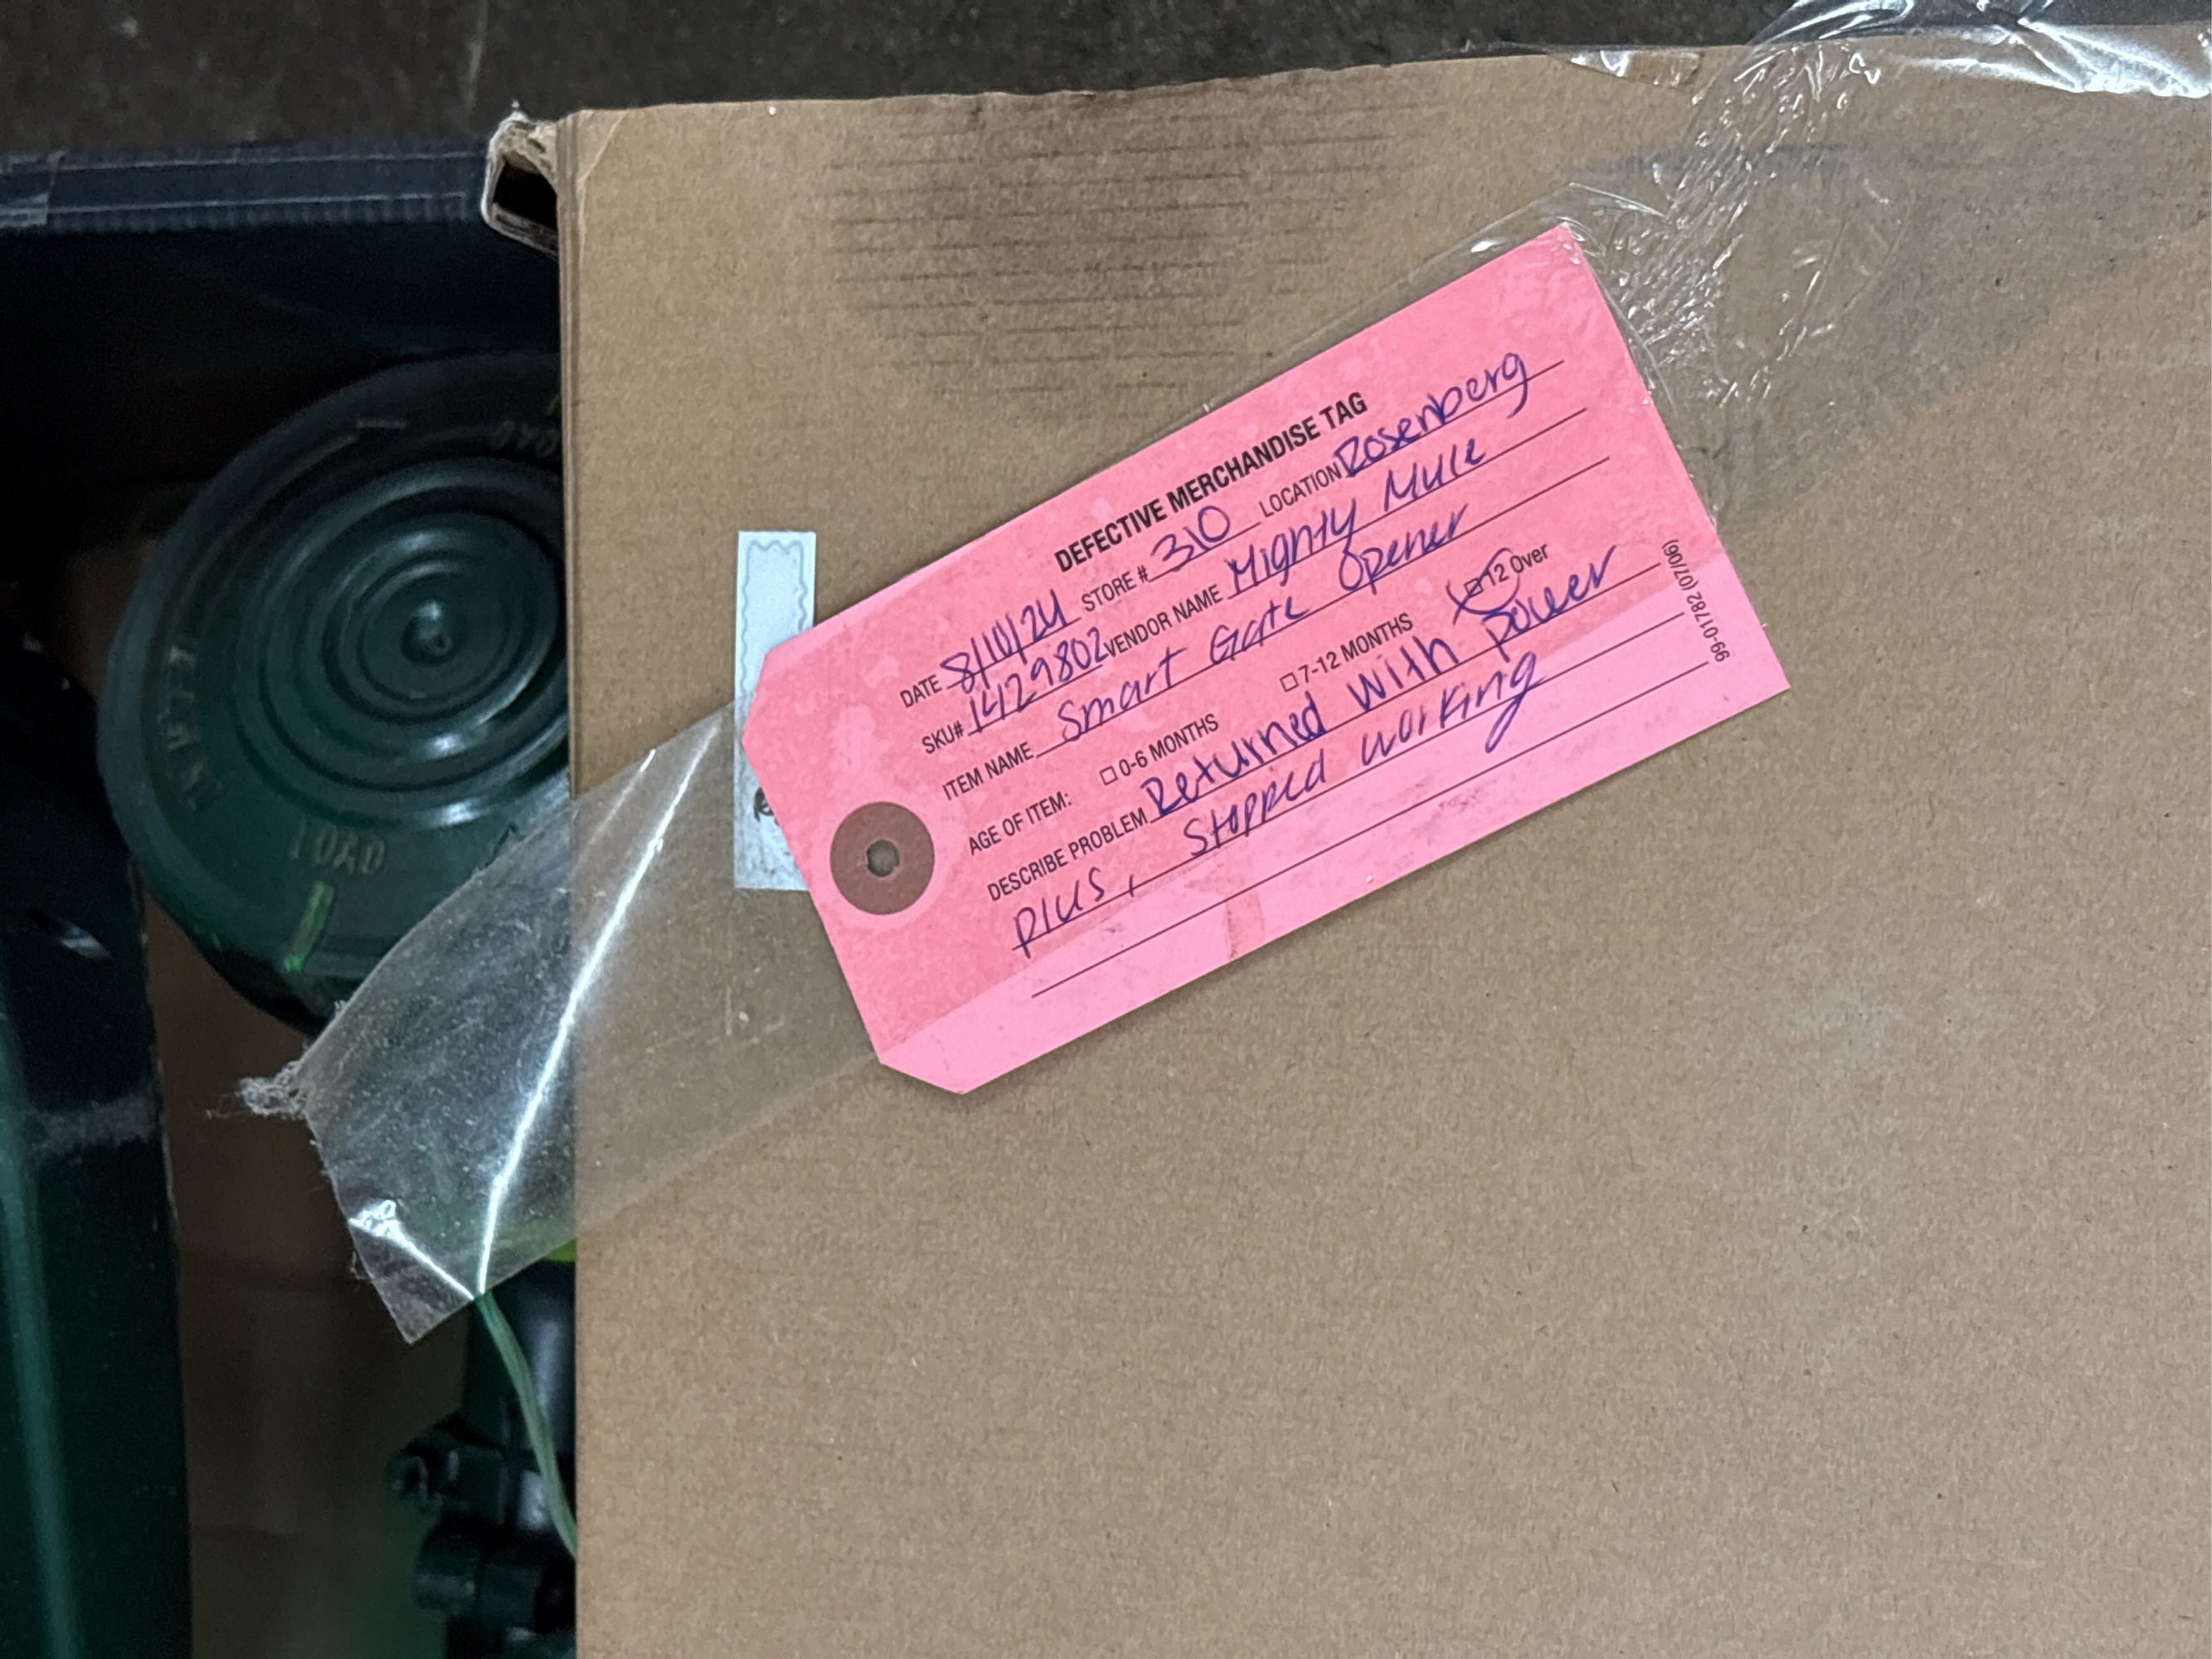 DEFECTIVE MERCHANDISE TAG
DATE 8/10/24 STORE # 310 LOCATION Rosenberg
SKU# 1429802 VENDOR NAME Mighty Mule
ITEM NAME Smart Gate Opener
AGE OF ITEM: ☐ 0-6 MONTHS ☐ 7-12 MONTHS ☒ 12 Over
DESCRIBE PROBLEM Returned with power
plus, stopped working
99-01782 (07/06)